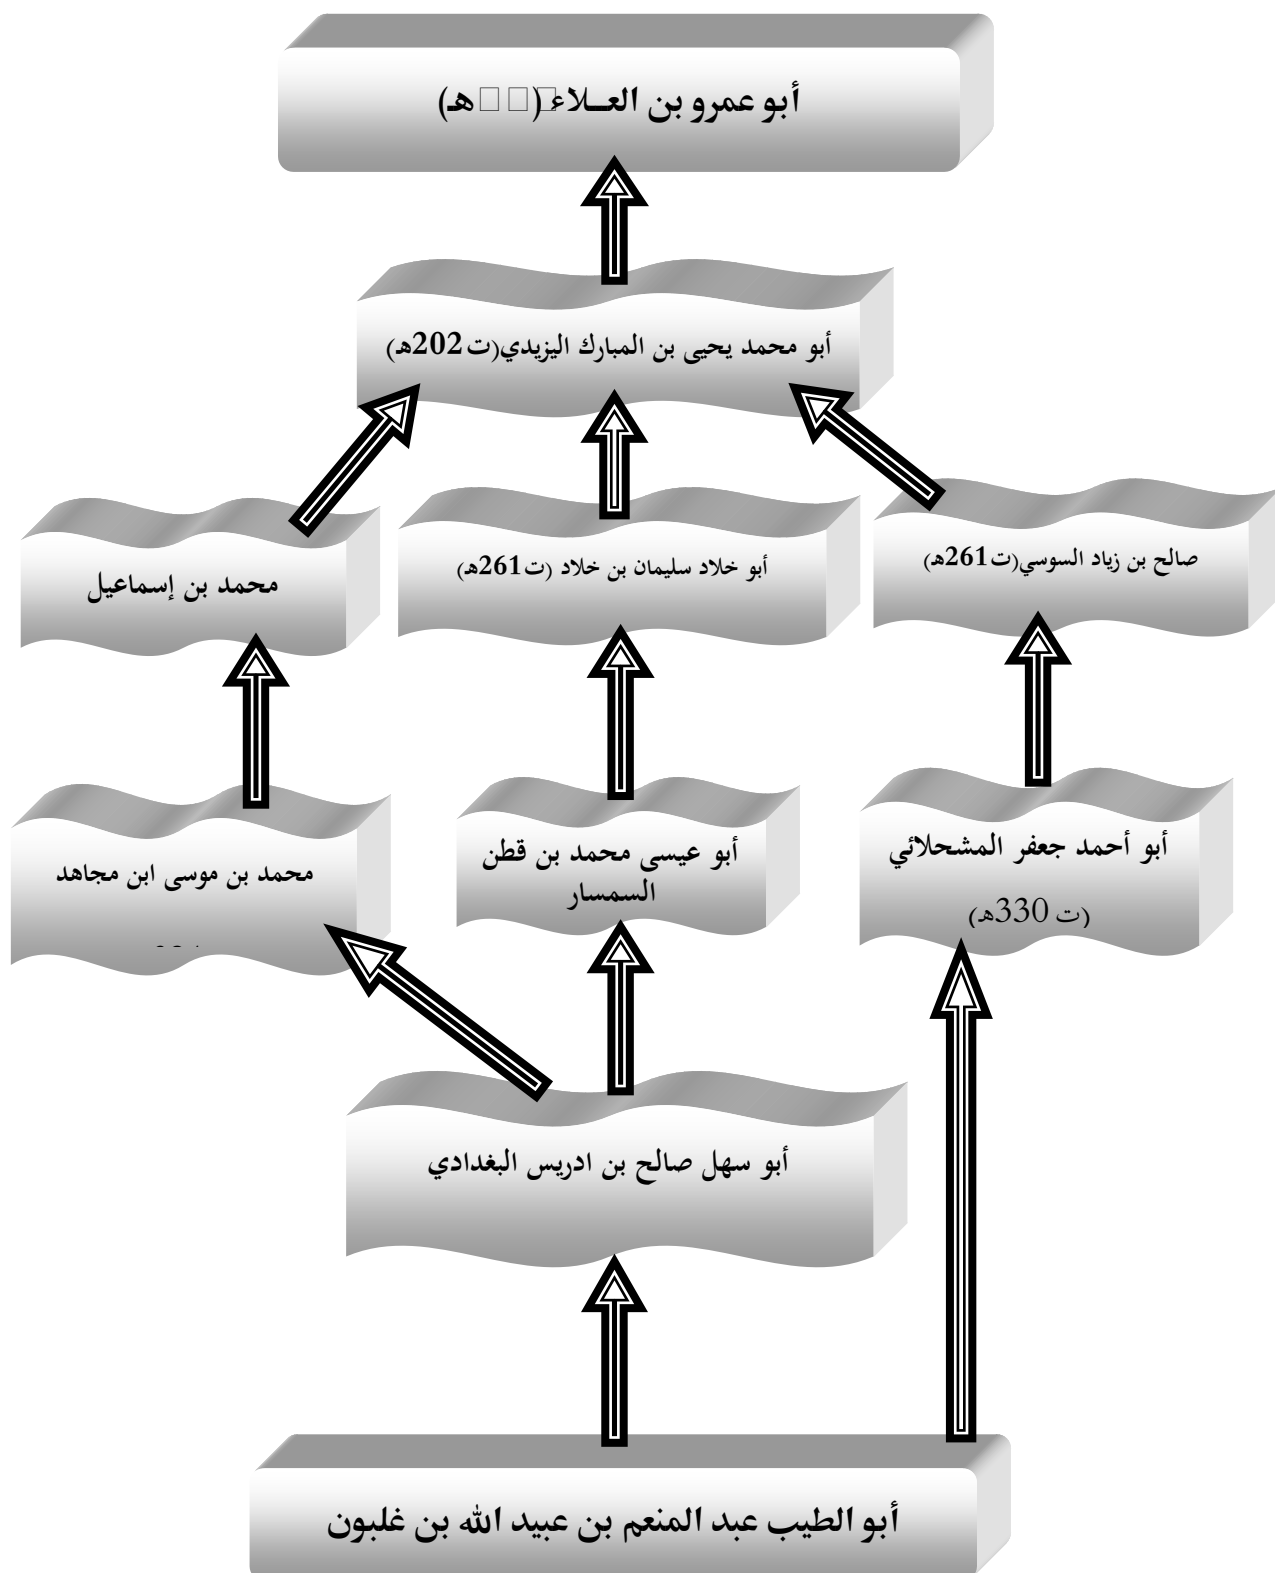 أبو عمرو بن العـلاء (هـ)
أبو محمد يحيى بن المبارك اليزيدي(ت202هـ)
صالح بن زياد السوسي(ت261هـ)
أبو خلاد سليمان بن خلاد (ت261هـ)
محمد بن إسماعيل
أبو أحمد جعفر المشحلائي
(ت 330هـ)
أبو عيسى محمد بن قطن
السمسار
محمد بن موسى ابن مجاهد
أبو سهل صالح بن ادريس البغدادي
أبو الطيب عبد المنعم بن عبيد الله بن غلبون